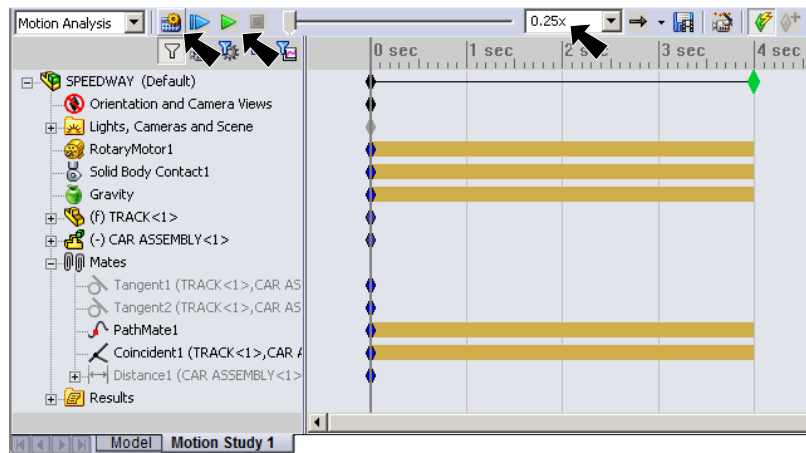 Motion Analysis 0.25x
0 sec 1 sec 2 sec 3 sec 4 sec
SPEEDWAY (Default)
Orientation and Camera Views
Lights, Cameras and Scene
RotaryMotor1
Solid Body Contact1
Gravity
(f) TRACK<1>
(-) CAR ASSEMBLY<1>
Mates
Tangent1 (TRACK<1>,CAR AS
Tangent2 (TRACK<1>,CAR AS
PathMate1
Coincident1 (TRACK<1>,CAR A
Distance1 (CAR ASSEMBLY<1>
Results
Model Motion Study 1